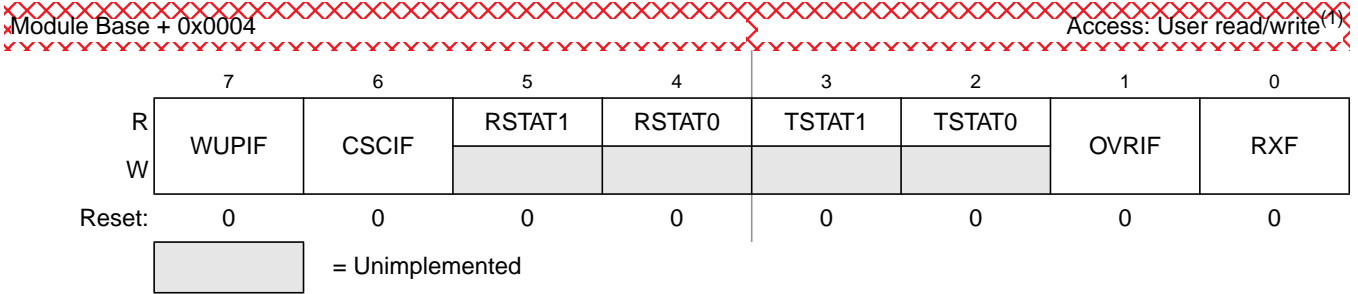 Module Base + 0x0004 Access: User read/write(1)
7 6 5 4 3 2 1 0
R WUPIF CSCIF RSTAT1 RSTAT0 TSTAT1 TSTAT0 OVRIF RXF
W
Reset: 0 0 0 0 0 0 0 0
= Unimplemented